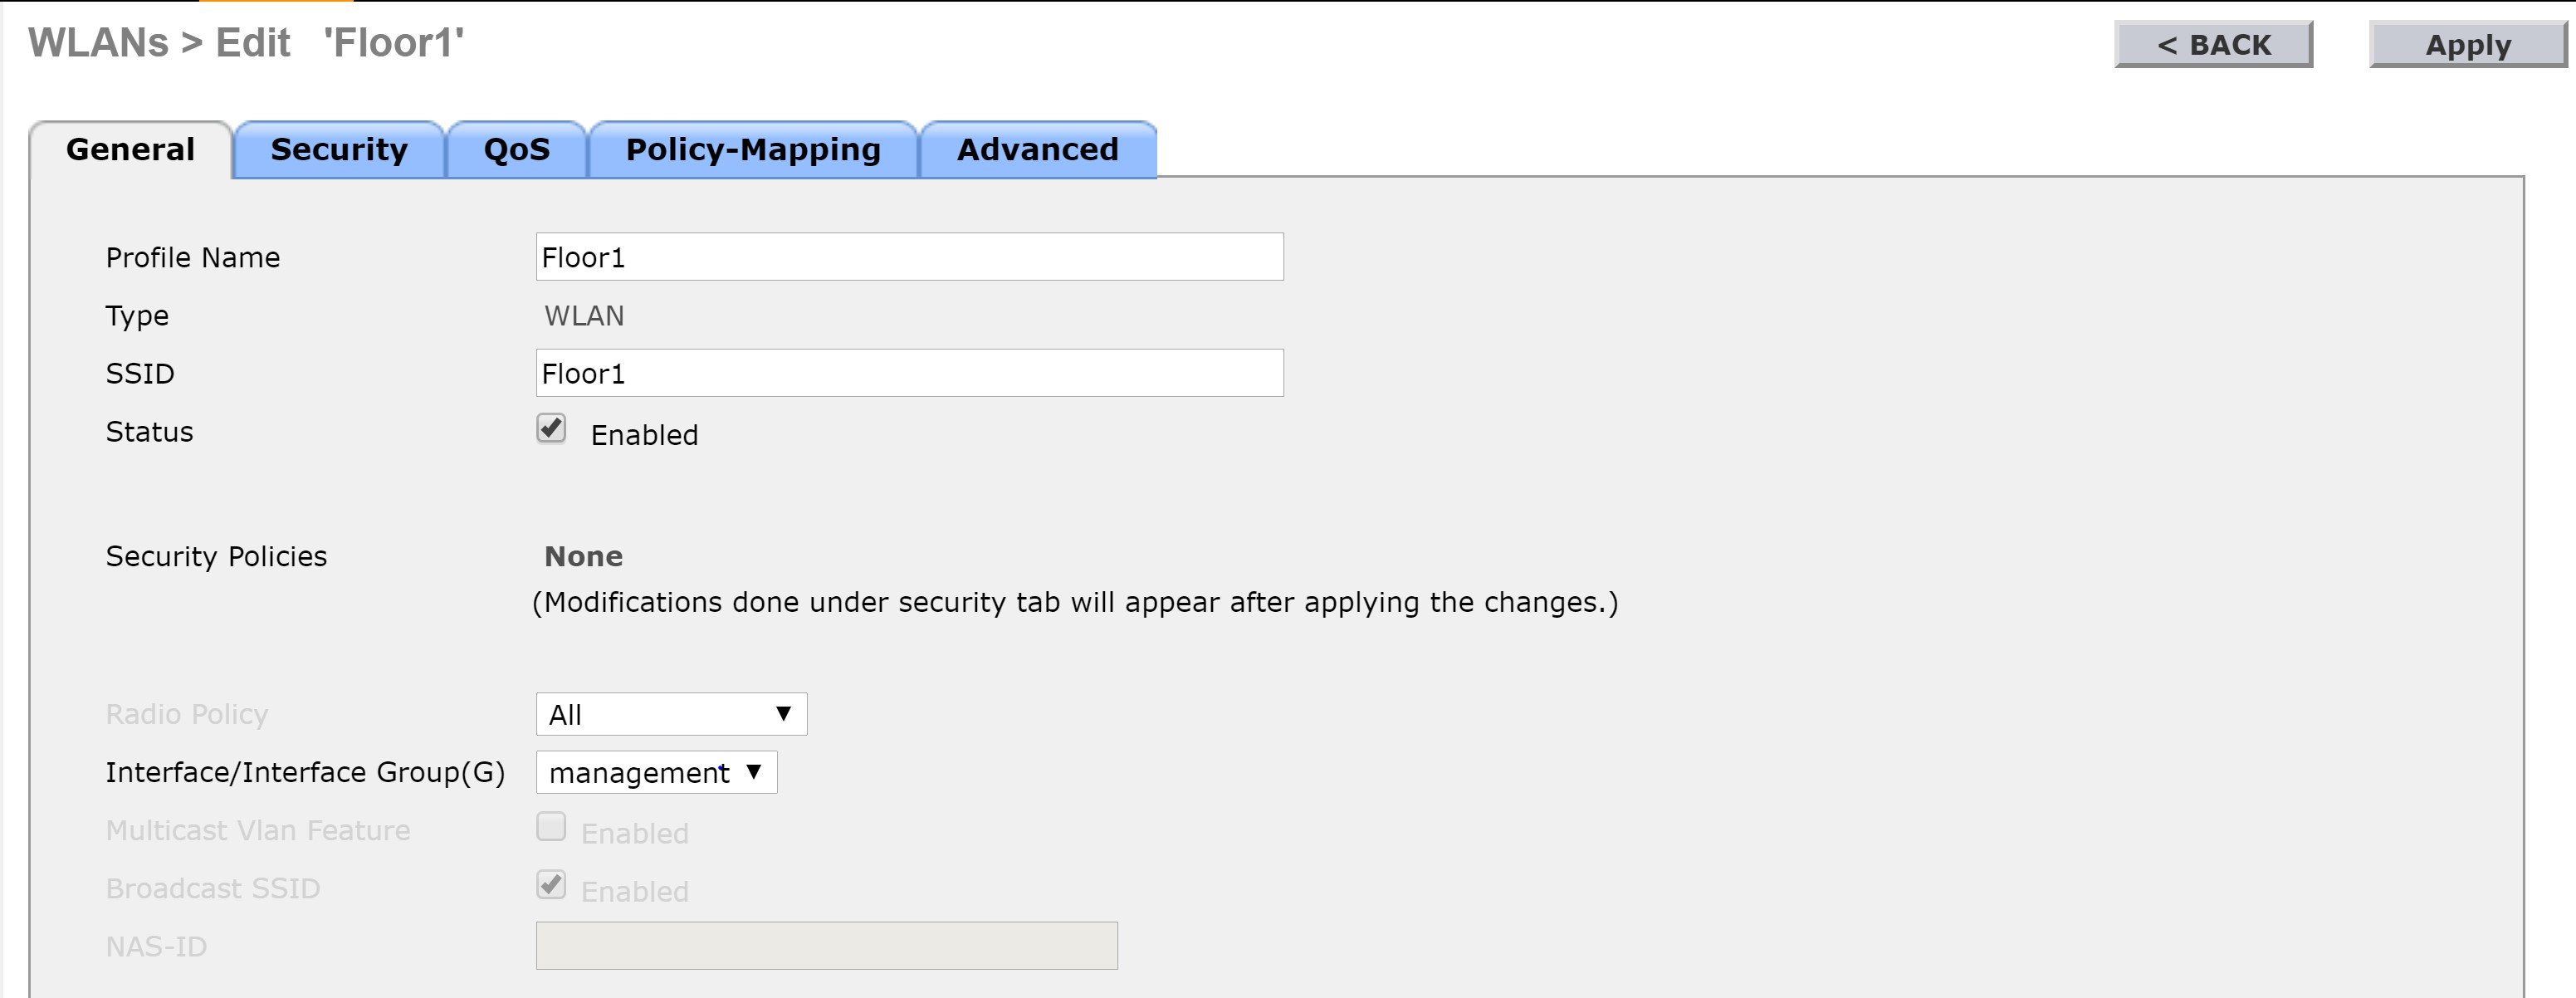 WLANs > Edit 'Floor1'
< BACK
Apply
General
Security
QoS
Policy-Mapping
Advanced
Profile Name
Floor1
Type
WLAN
SSID
Floor1
Status
Enabled
Security Policies
None
(Modifications done under security tab will appear after applying the changes.)
Radio Policy
All
Interface/Interface Group(G)
management
Multicast Vlan Feature
Enabled
Broadcast SSID
Enabled
NAS-ID